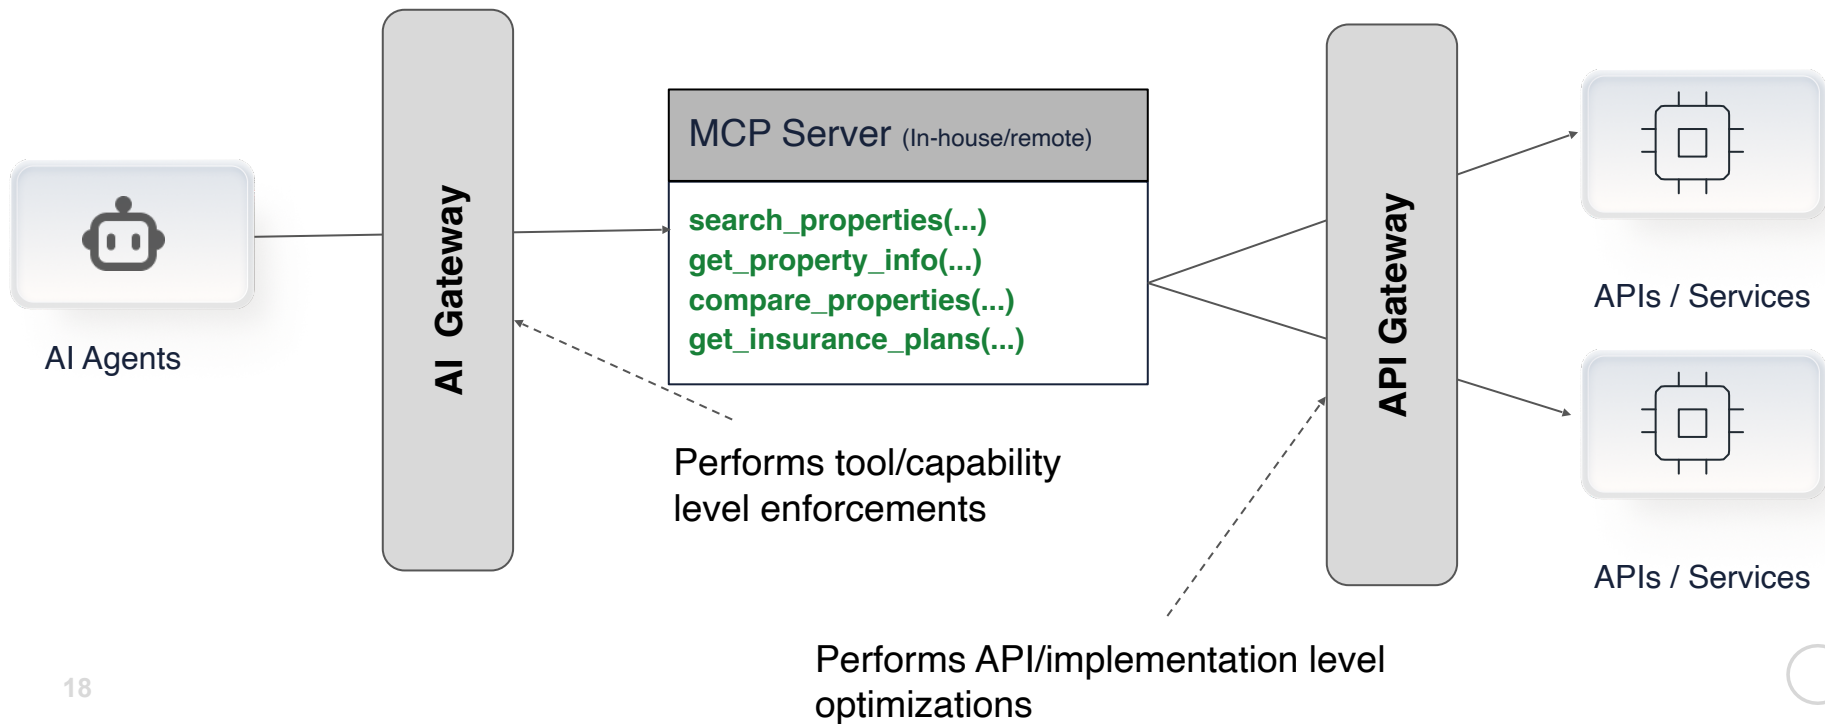 AI Agents
AI Gateway
MCP Server (In-house/remote)
search_properties(...)
get_property_info(...)
compare_properties(...)
get_insurance_plans(...)
Performs tool/capability
level enforcements
API Gateway
APIs / Services
APIs / Services
Performs API/implementation level
optimizations
18